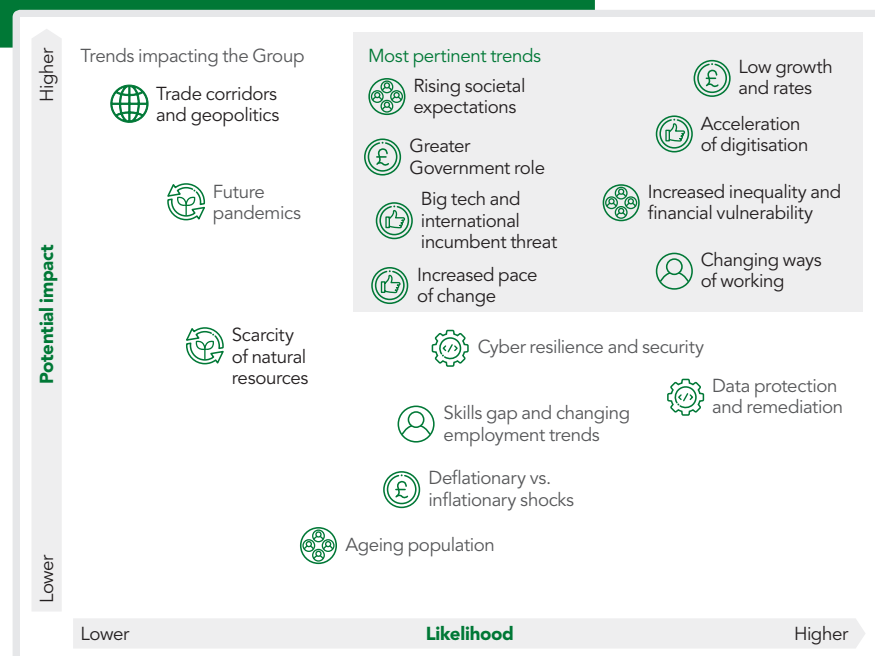 Higher
Potential impact
Lower
Trends impacting the Group
Trade corridors
and geopolitics
Future
pandemics
Scarcity
of natural
resources
Most pertinent trends
Rising societal
expectations
Greater
Government role
Big tech and
international
incumbent threat
Increased pace
of change
£
Low growth
and rates
Acceleration
of digitisation
Increased inequality and
financial vulnerability
Changing ways
of working
£
Cyber resilience and security
</>
Data protection
and remediation
</>
Skills gap and changing
employment trends
£
Deflationary vs.
inflationary shocks
Ageing population
Lower
Likelihood
Higher